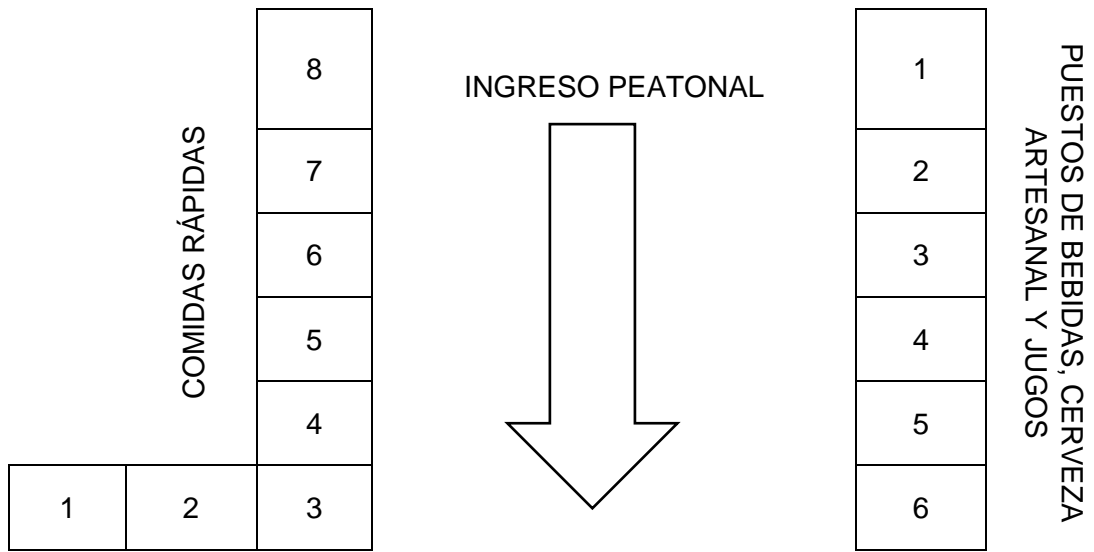 COMIDAS RÁPIDAS
8
7
6
5
4
1 2 3
INGRESO PEATONAL
1
2
3
4
5
6
PUESTOS DE BEBIDAS, CERVEZA
ARTESANAL Y JUGOS